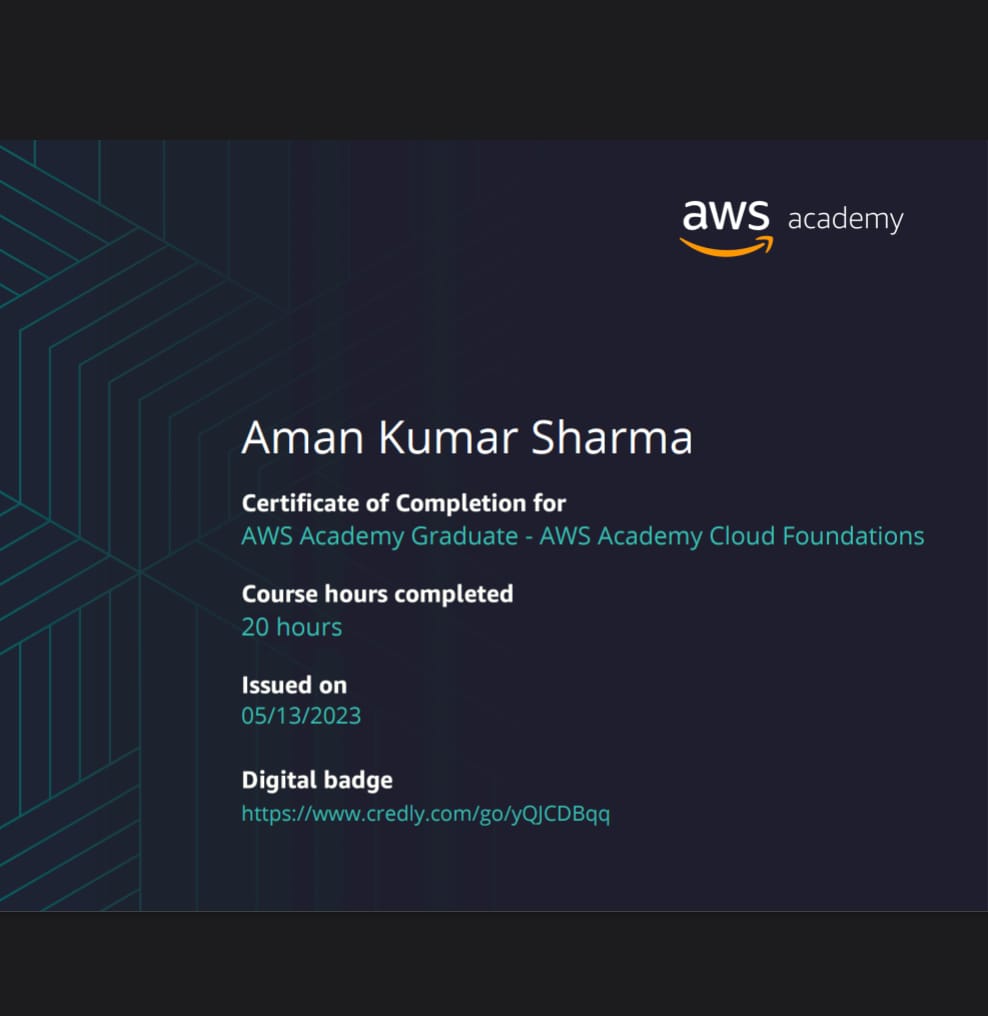 aws academy
Aman Kumar Sharma
Certificate of Completion for
AWS Academy Graduate - AWS Academy Cloud Foundations
Course hours completed
20 hours
Issued on
05/13/2023
Digital badge
https://www.credly.com/go/yQJCDBqq